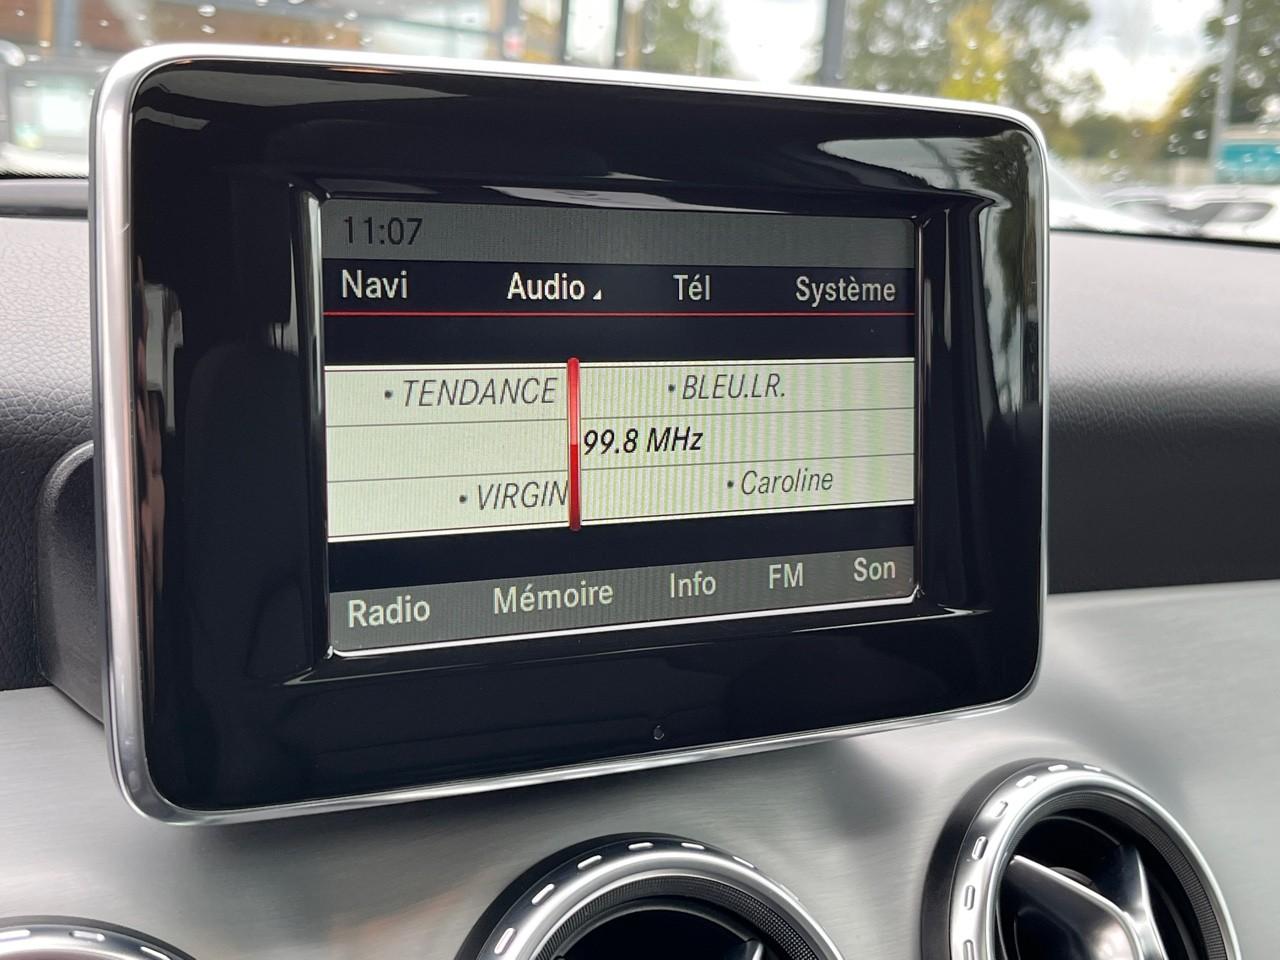 11:07
Navi Audio Tél Système
• TENDANCE • BLEU.LR.
99.8 MHz
• VIRGIN • Caroline
Radio Mémoire Info FM Son